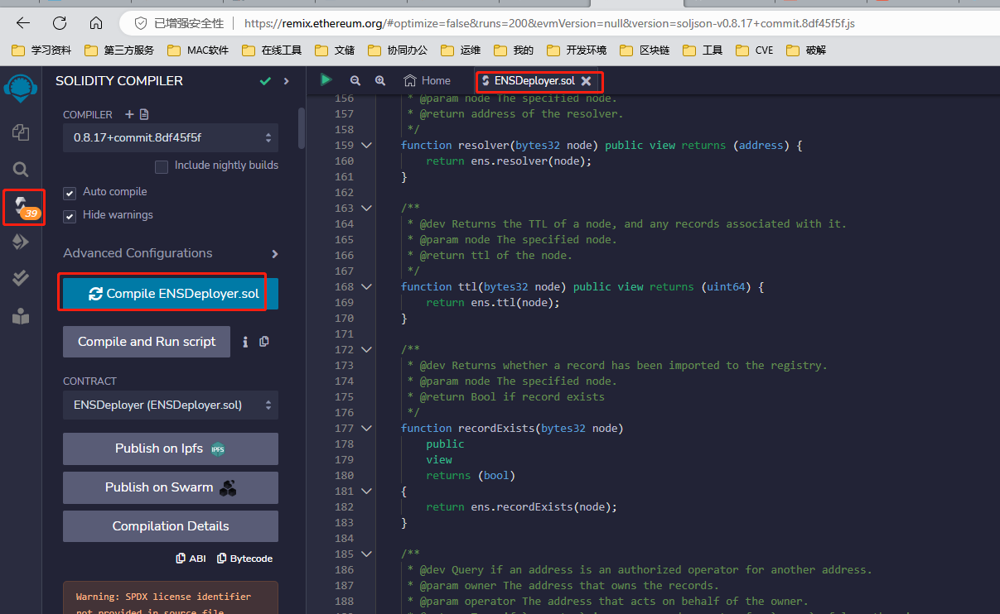 已增强安全性
https://remix.ethereum.org/#optimize=false&runs=200&evmVersion=null&version=soljson-v0.8.17+commit.8df45f5f.js
学习资料 第三方服务 MAC软件 在线工具 文储 协同办公 运维 我的 开发环境 区块链 工具 CVE 破解
SOLIDITY COMPILER
COMPILER
0.8.17+commit.8df45f5f
Include nightly builds
Auto compile
Hide warnings
39
Advanced Configurations
Compile ENSDeployer.sol
Compile and Run script
CONTRACT
ENSDeployer (ENSDeployer.sol)
Publish on Ipfs IPFS
Publish on Swarm
Compilation Details
ABI Bytecode
Warning: SPDX license identifier
not provided in source file.
Home ENSDeployer.sol
156 * @param node The specified node.
157 * @return address of the resolver.
158 */
159 function resolver(bytes32 node) public view returns (address) {
160 return ens.resolver(node);
161 }
162
163 /**
164 * @dev Returns the TTL of a node, and any records associated with it.
165 * @param node The specified node.
166 * @return ttl of the node.
167 */
168 function ttl(bytes32 node) public view returns (uint64) {
169 return ens.ttl(node);
170 }
171
172 /**
173 * @dev Returns whether a record has been imported to the registry.
174 * @param node The specified node.
175 * @return Bool if record exists
176 */
177 function recordExists(bytes32 node)
178 public
179 view
180 returns (bool)
181 {
182 return ens.recordExists(node);
183 }
184
185 /**
186 * @dev Query if an address is an authorized operator for another address.
187 * @param owner The address that owns the records.
188 * @param operator The address that acts on behalf of the owner.